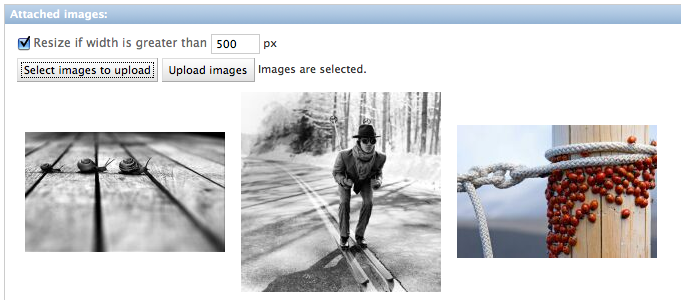 Attached images:
Resize if width is greater than 500 px
Select images to upload Upload images Images are selected.